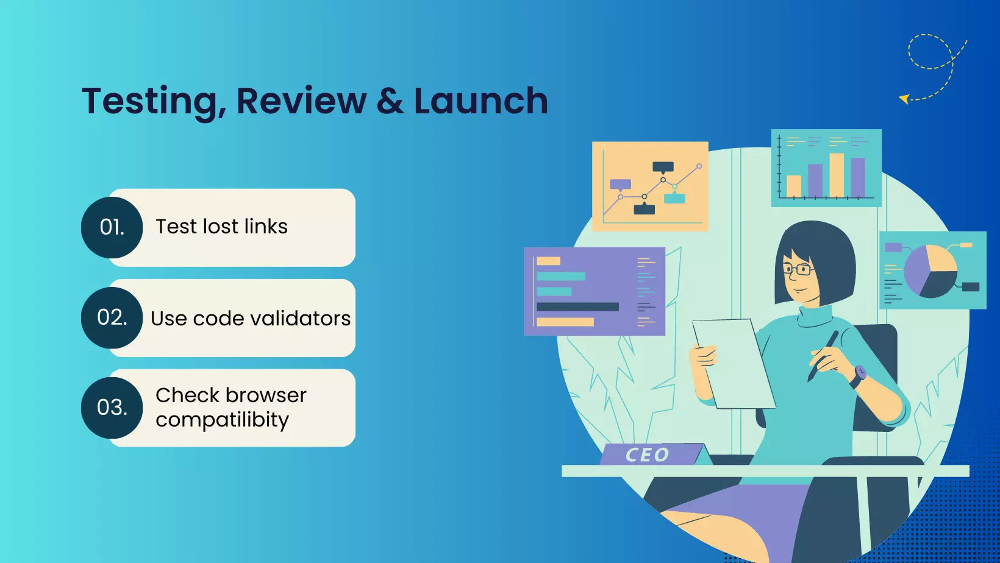 Testing, Review & Launch
01. Test lost links
02. Use code validators
03. Check browser
compatilibity
CEO